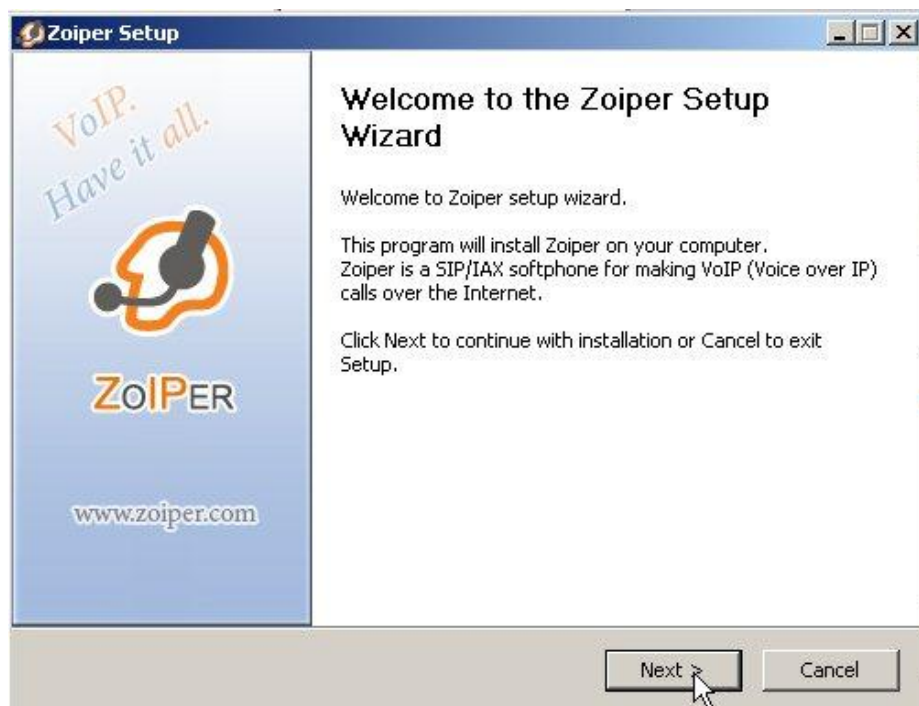 Zoiper Setup
VoIP.
Have it all.
ZoIPER
www.zoiper.com
Welcome to the Zoiper Setup
Wizard
Welcome to Zoiper setup wizard.
This program will install Zoiper on your computer.
Zoiper is a SIP/IAX softphone for making VoIP (Voice over IP)
calls over the Internet.
Click Next to continue with installation or Cancel to exit
Setup.
Next >
Cancel